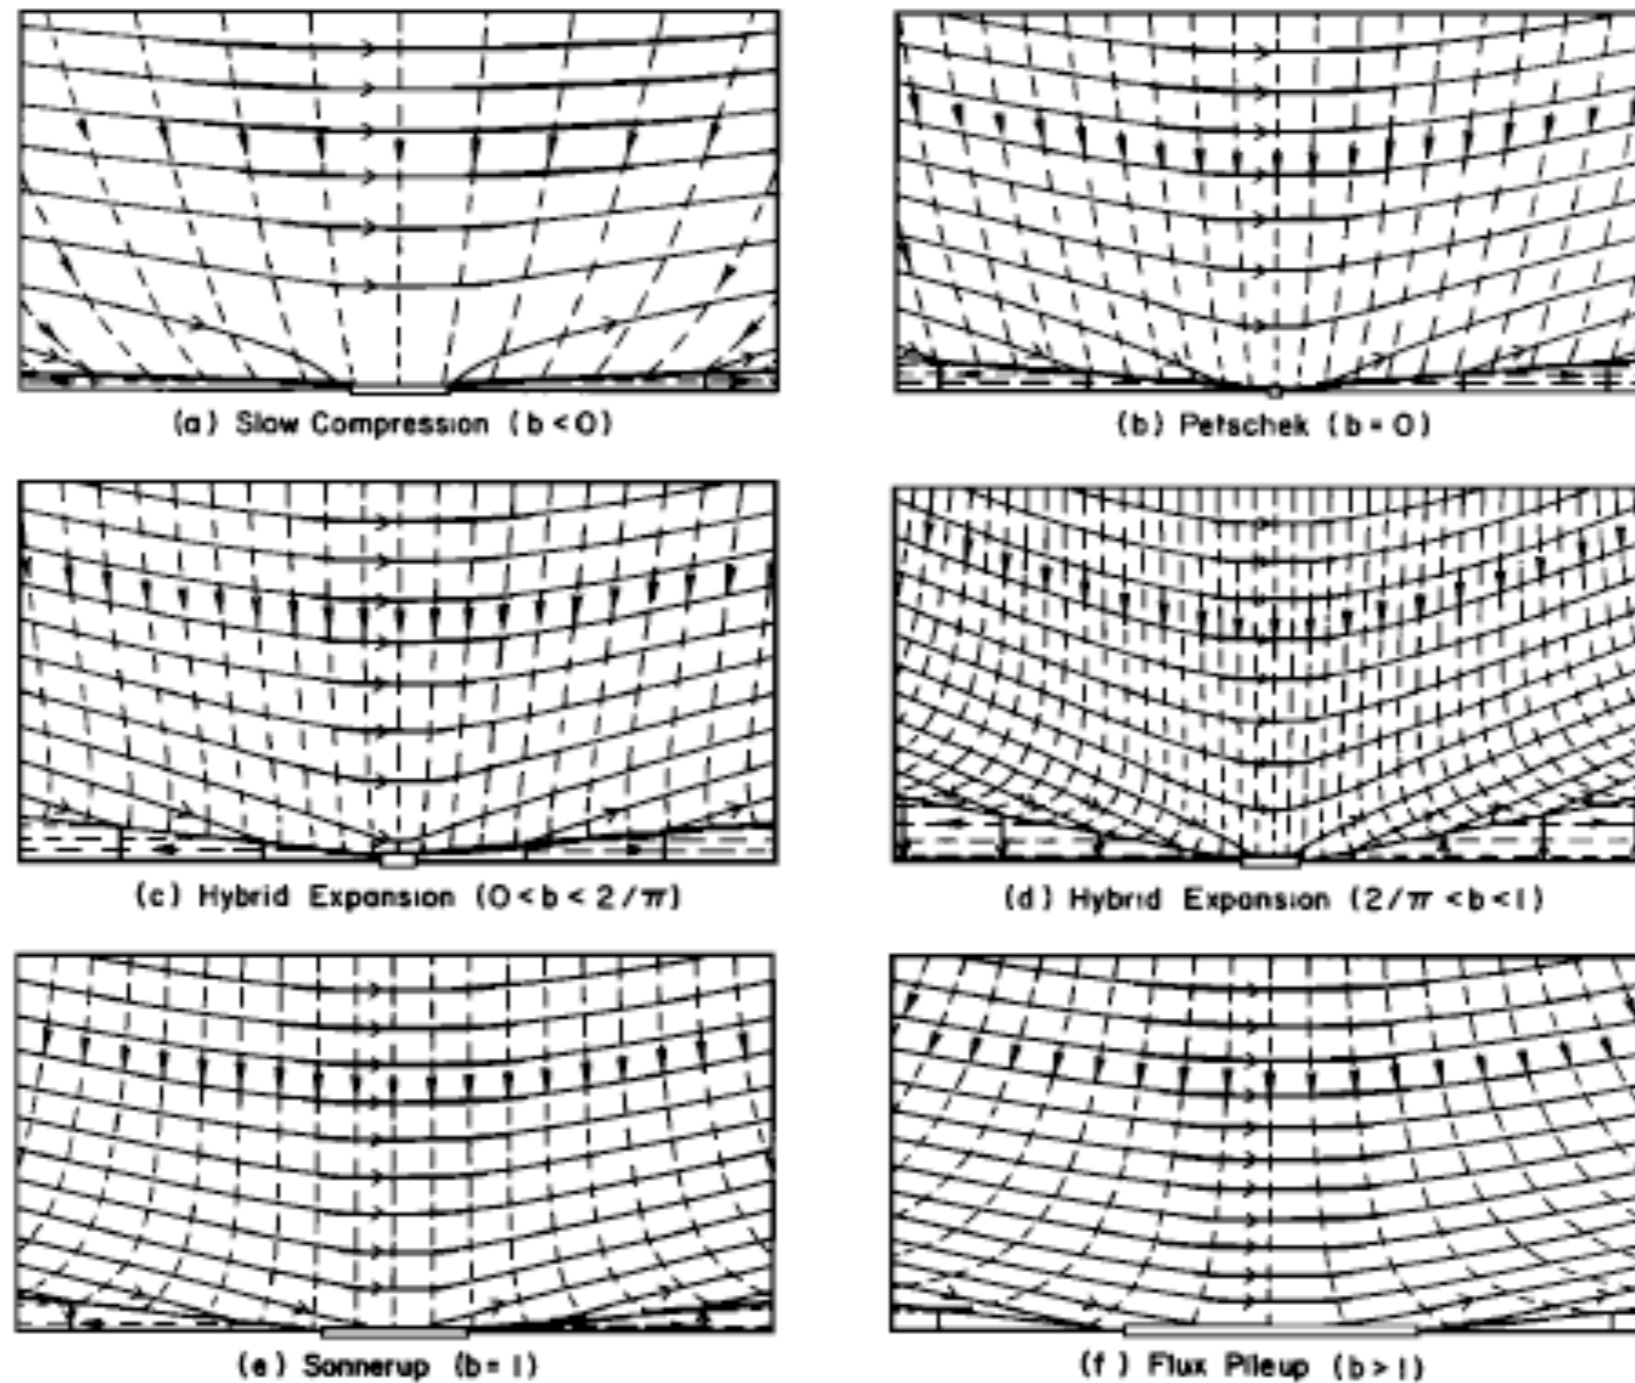 (a) Slow Compression (b<0)
(b) Petschek (b=0)
(c) Hybrid Expansion (0<b<2/π)
(d) Hybrid Expansion (2/π<b<1)
(e) Sonnerup (b=1)
(f) Flux Pileup (b>1)